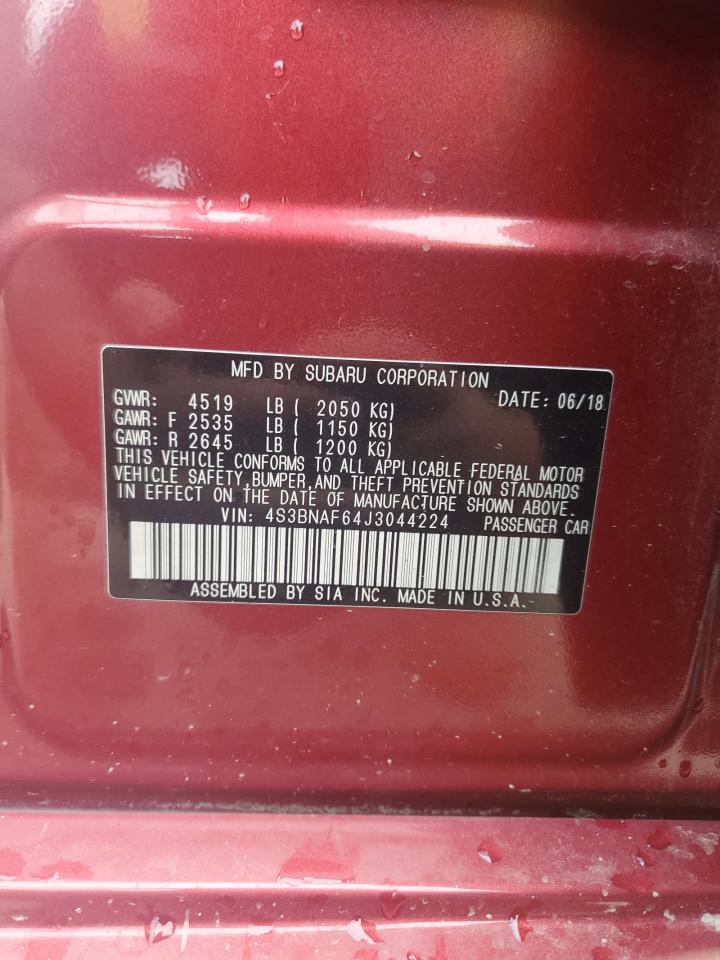 MFD BY SUBARU CORPORATION
GVWR: 4519 LB ( 2050 KG) DATE: 06/18
GAWR: F 2535 LB ( 1150 KG)
GAWR: R 2645 LB ( 1200 KG)
THIS VEHICLE CONFORMS TO ALL APPLICABLE FEDERAL MOTOR
VEHICLE SAFETY, BUMPER, AND THEFT PREVENTION STANDARDS
IN EFFECT ON THE DATE OF MANUFACTURE SHOWN ABOVE.
VIN: 4S3BNAF64J3044224 PASSENGER CAR
ASSEMBLED BY SIA INC. MADE IN U.S.A.